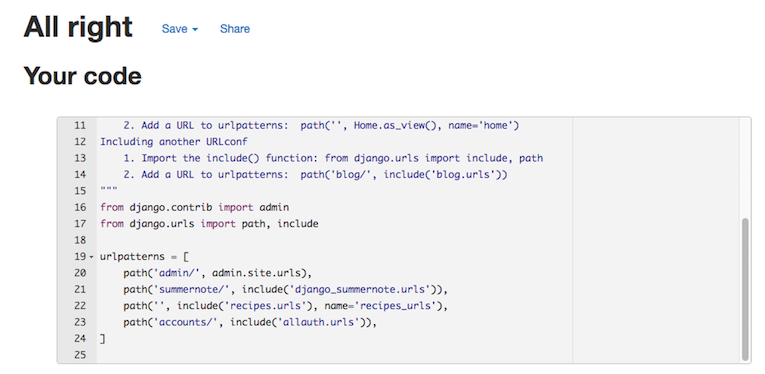 All right Save Share
Your code
11 2. Add a URL to urlpatterns:  path('', Home.as_view(), name='home')
12 Including another URLconf
13 1. Import the include() function: from django.urls import include, path
14 2. Add a URL to urlpatterns:  path('blog/', include('blog.urls'))
15 """
16 from django.contrib import admin
17 from django.urls import path, include
18
19 urlpatterns = [
20 path('admin/', admin.site.urls),
21 path('summernote/', include('django_summernote.urls')),
22 path('', include('recipes.urls'), name='recipes_urls'),
23 path('accounts/', include('allauth.urls')),
24 ]
25